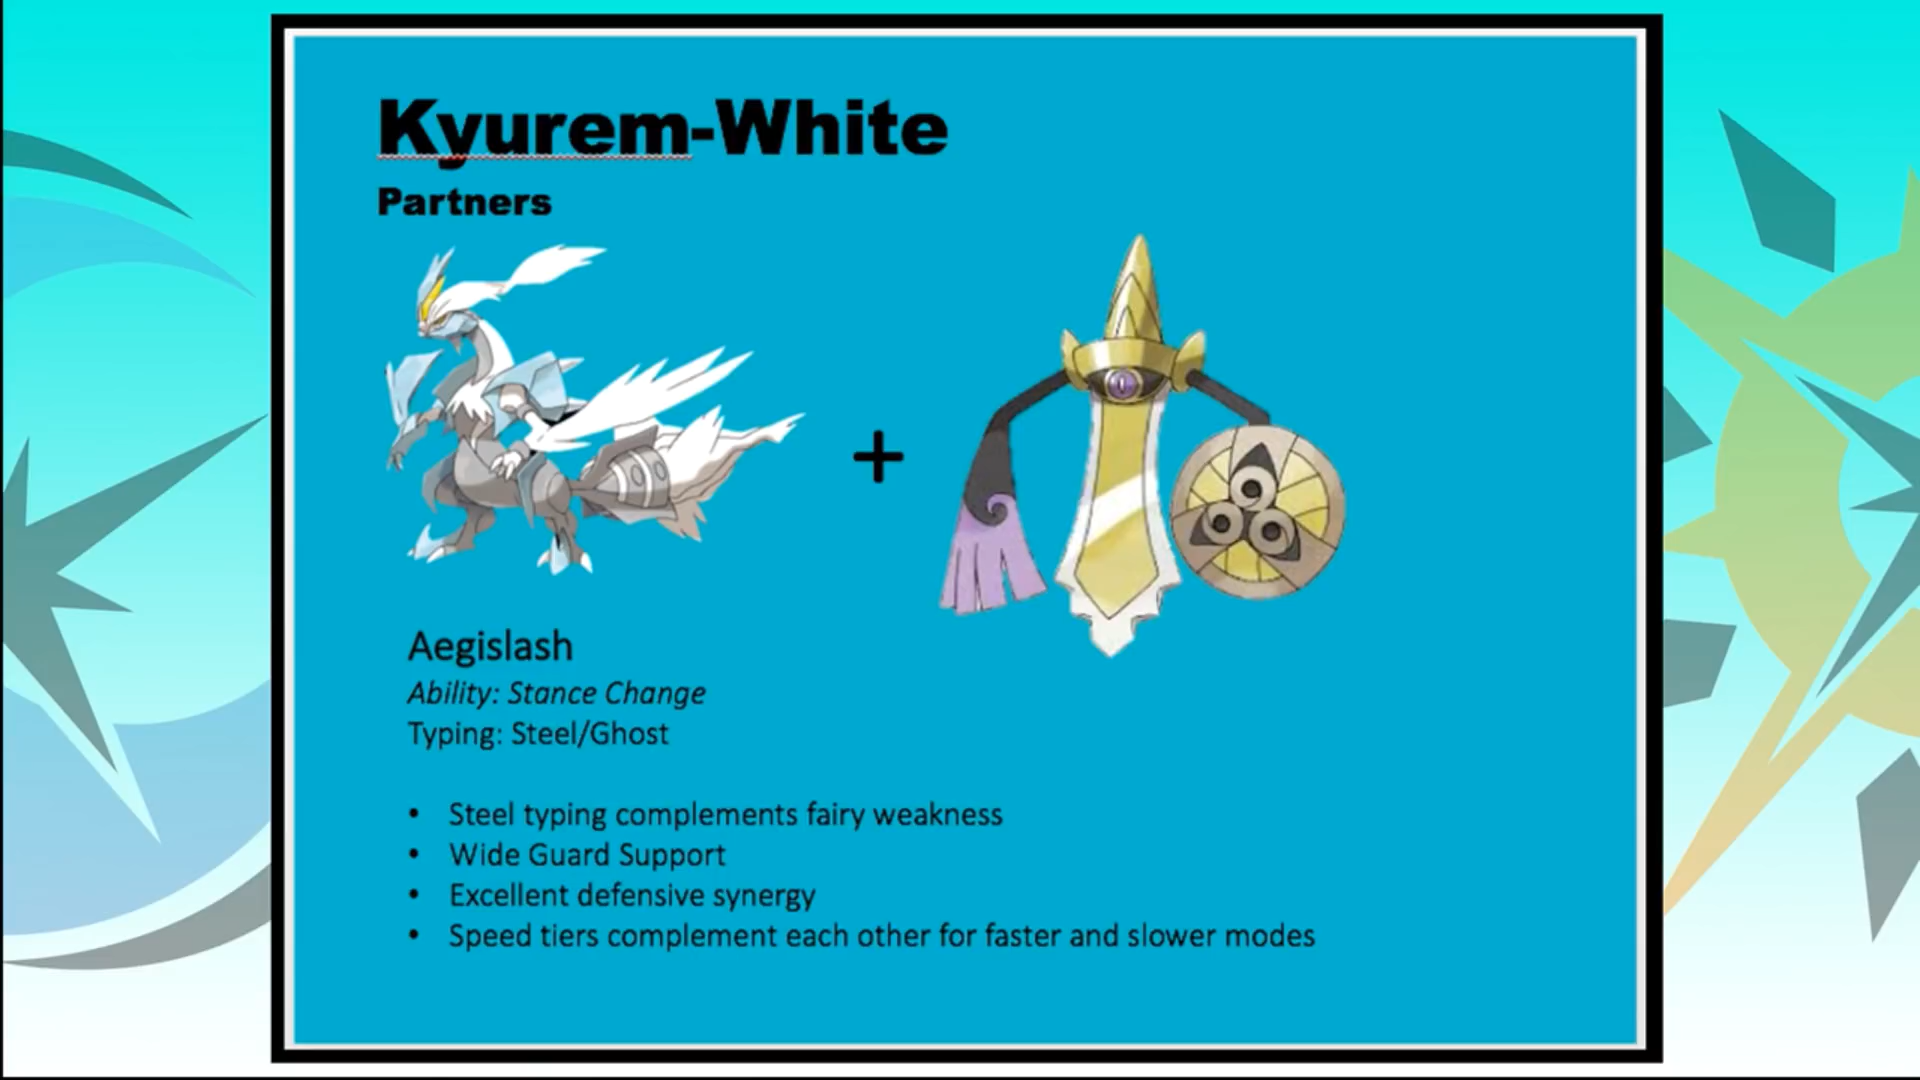 Kyurem-White
Partners
+
Aegislash
Ability: Stance Change
Typing: Steel/Ghost
• Steel typing complements fairy weakness
• Wide Guard Support
• Excellent defensive synergy
• Speed tiers complement each other for faster and slower modes